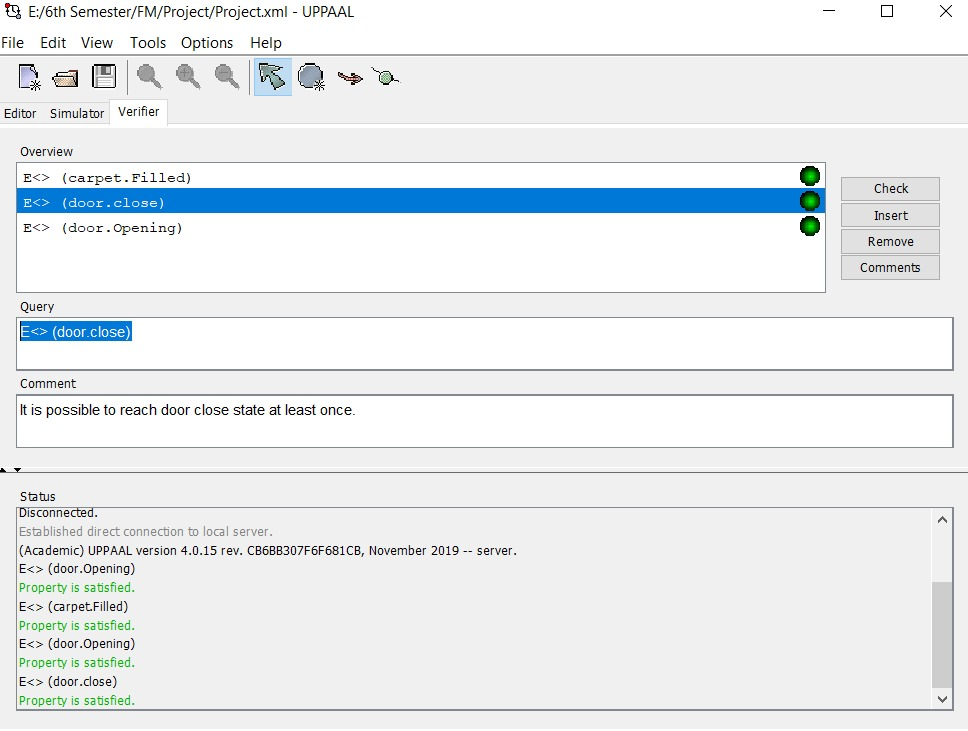 E:/6th Semester/FM/Project/Project.xml - UPPAAL
File Edit View Tools Options Help
Editor Simulator Verifier
Overview
E<> (carpet.Filled)
E<> (door.close)
E<> (door.Opening)
Check
Insert
Remove
Comments
Query
E<> (door.close)
Comment
It is possible to reach door close state at least once.
Status
Disconnected.
Established direct connection to local server.
(Academic) UPPAAL version 4.0.15 rev. CB6BB307F6F681CB, November 2019 -- server.
E<> (door.Opening)
Property is satisfied.
E<> (carpet.Filled)
Property is satisfied.
E<> (door.Opening)
Property is satisfied.
E<> (door.close)
Property is satisfied.